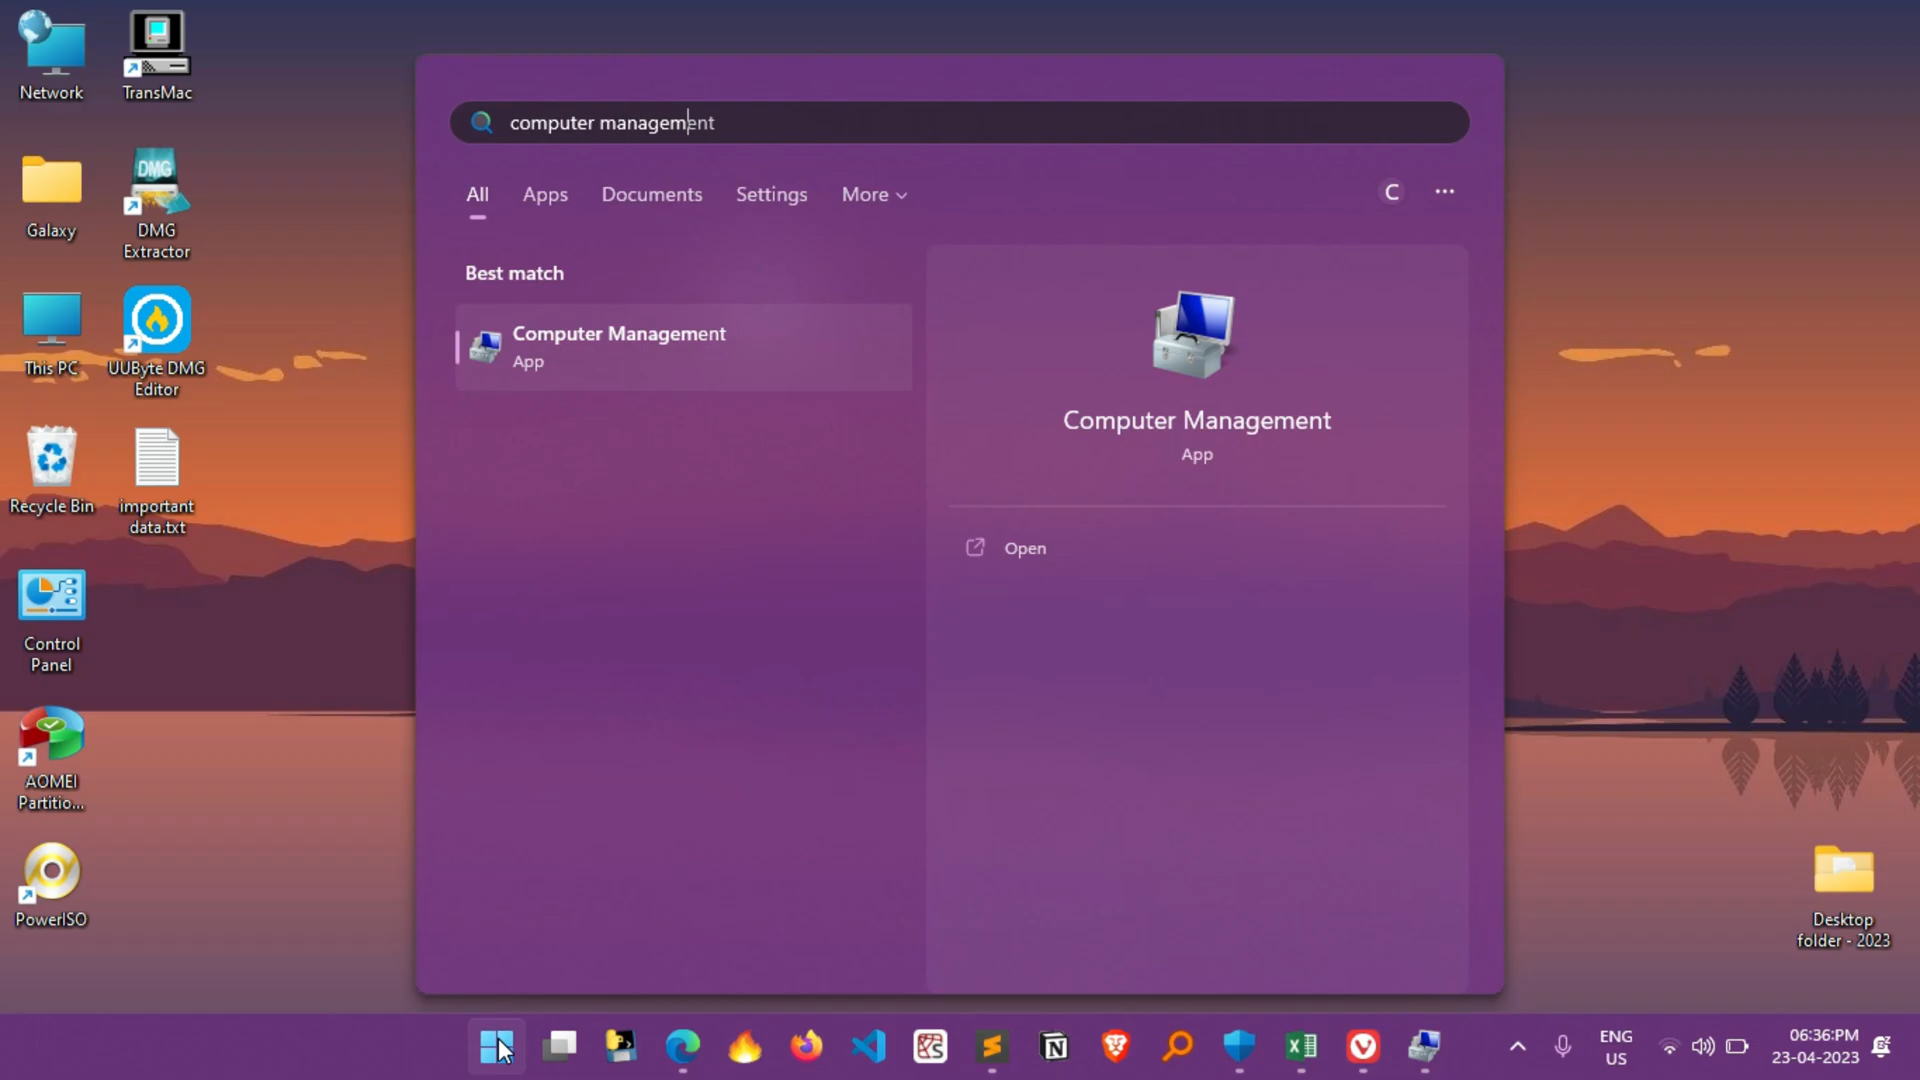 Network
TransMac
Galaxy
DMG
DMG
Extractor
This PC
UUByte DMG
Editor
Recycle Bin
important
data.txt
Control
Panel
AOMEI
Partitio...
PowerISO
computer management
All
Apps
Documents
Settings
More
C
Best match
Computer Management
App
Computer Management
App
Open
Desktop
folder - 2023
ENG
US
06:36:PM
23-04-2023